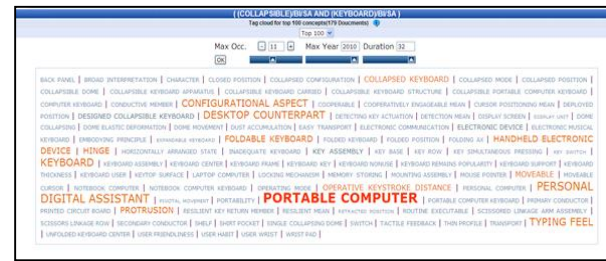 ( (COLLAPSIBLE)/BI/SA AND (KEYBOARD)/BI/SA )
Tag cloud for top 100 concepts(179 Doucments)
Top 100
Max Occ. - 11 + Max Year 2010 Duration 32
OK
BACK PANEL | BROAD INTERPRETATION | CHARACTER | CLOSED POSITION | COLLAPSED CONFIGURATION | COLLAPSED KEYBOARD | COLLAPSED MODE | COLLAPSED POSITION |
COLLAPSIBLE DOME | COLLAPSIBLE KEYBOARD APPARATUS | COLLAPSIBLE KEYBOARD CARRIED | COLLAPSIBLE KEYBOARD STRUCTURE | COLLAPSIBLE PORTABLE COMPUTER KEYBOARD |
COMPUTER KEYBOARD | CONDUCTIVE MEMBER | CONFIGURATIONAL ASPECT | COOPERABLE | COOPERATIVELY ENGAGEABLE MEAN | CURSOR POSITIONING MEAN | DEPLOYED
POSITION | DESIGNED COLLAPSIBLE KEYBOARD | DESKTOP COUNTERPART | DETECTING KEY ACTUATION | DETECTION MEAN | DISPLAY SCREEN | DISPLAY UNIT | DOME
COLLAPSING | DOME ELASTIC DEFORMATION | DOME MOVEMENT | DUST ACCUMULATION | EASY TRANSPORT | ELECTRONIC COMMUNICATION | ELECTRONIC DEVICE | ELECTRONIC MUSICAL
KEYBOARD | EMBODYING PRINCIPLE | EXPANDABLE KEYBOARD | FOLDABLE KEYBOARD | FOLDED KEYBOARD | FOLDED POSITION | FOLDING AX | HANDHELD ELECTRONIC
DEVICE | HINGE | HORIZONTALLY ARRANGED STATE | INADEQUATE KEYBOARD | KEY ASSEMBLY | KEY BASE | KEY ROW | KEY SIMULTANEOUS PRESSING | KEY SWITCH |
KEYBOARD | KEYBOARD ASSEMBLY | KEYBOARD CENTER | KEYBOARD FRAME | KEYBOARD KEY | KEYBOARD NONUSE | KEYBOARD REMAINS POPULARITY | KEYBOARD SUPPORT | KEYBOARD
THICKNESS | KEYBOARD USER | KEYTOP SURFACE | LAPTOP COMPUTER | LOCKING MECHANISM | MEMORY STORING | MOUNTING ASSEMBLY | MOUSE POINTER | MOVEABLE | MOVEABLE
CURSOR | NOTEBOOK COMPUTER | NOTEBOOK COMPUTER KEYBOARD | OPERATING MODE | OPERATIVE KEYSTROKE DISTANCE | PERSONAL COMPUTER | PERSONAL
DIGITAL ASSISTANT | PIVOTAL MOVEMENT | PORTABILITY | PORTABLE COMPUTER | PORTABLE COMPUTER KEYBOARD | PRIMARY CONDUCTOR |
PRINTED CIRCUIT BOARD | PROTRUSION | RESILIENT KEY RETURN MEMBER | RESILIENT MEAN | RETRACTED POSITION | ROUTINE EXECUTABLE | SCISSORED LINKAGE ARM ASSEMBLY |
SCISSORS LINKAGE ROW | SECONDARY CONDUCTOR | SHELF | SHIRT POCKET | SINGLE COLLAPSING DOME | SWITCH | TACTILE FEEDBACK | THIN PROFILE | TRANSPORT | TYPING FEEL
| UNFOLDED KEYBOARD CENTER | USER FRIENDLINESS | USER HABIT | USER WRIST | WRIST PAD |